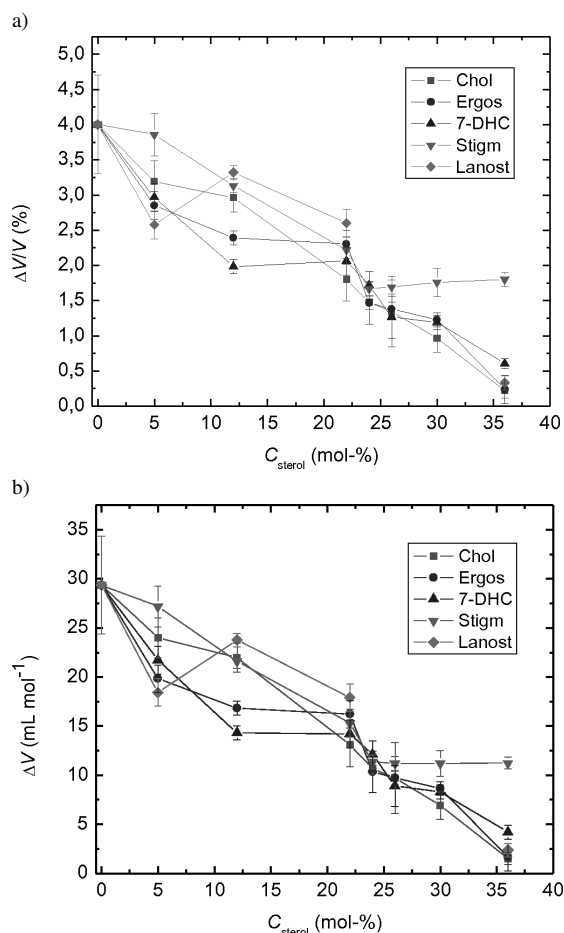 a)
5,0
4,5
4,0
3,5
3,0
2,5
2,0
1,5
1,0
0,5
0,0
ΔV/V (%)
Chol
Ergos
7-DHC
Stigm
Lanost
0 5 10 15 20 25 30 35 40
Csterol (mol-%)
b)
35
30
25
20
15
10
5
0
ΔV (mL mol⁻¹)
Chol
Ergos
7-DHC
Stigm
Lanost
0 5 10 15 20 25 30 35 40
Csterol (mol-%)